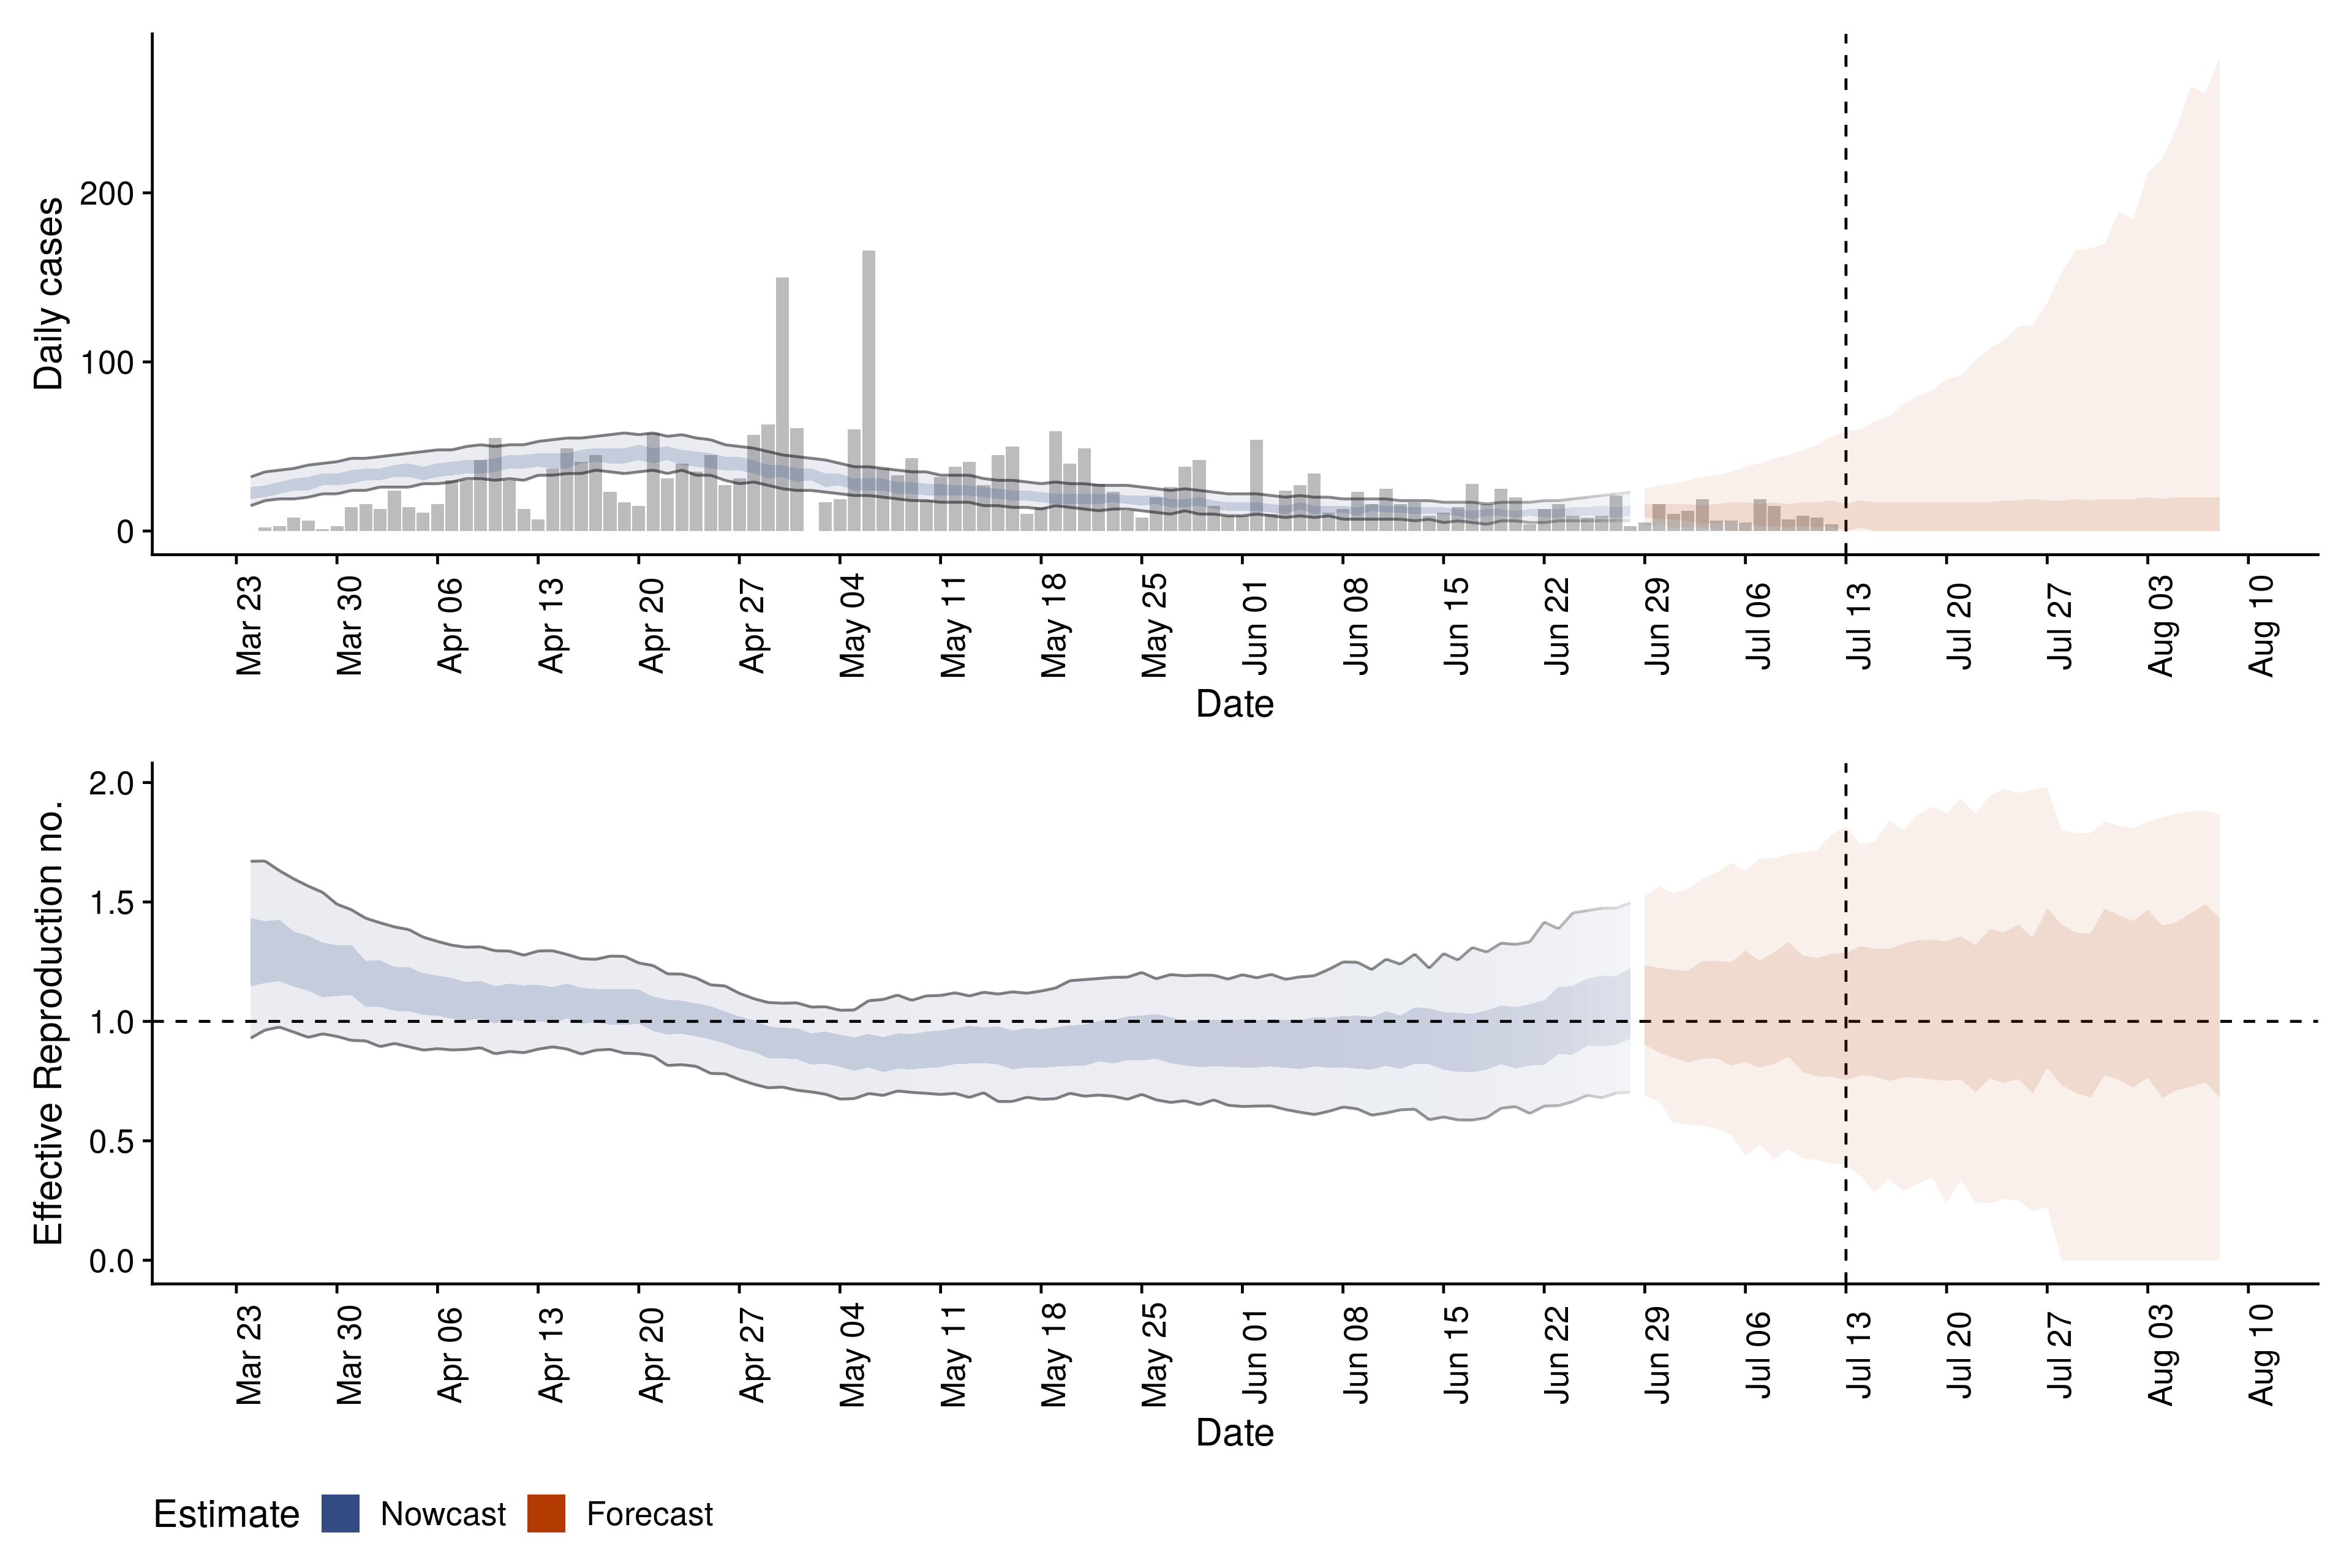 Daily cases
200
100
0
Mar 23 Mar 30 Apr 06 Apr 13 Apr 20 Apr 27 May 04 May 11 May 18 May 25 Jun 01 Jun 08 Jun 15 Jun 22 Jun 29 Jul 06 Jul 13 Jul 20 Jul 27 Aug 03 Aug 10
Date
Effective Reproduction no.
2.0
1.5
1.0
0.5
0.0
Mar 23 Mar 30 Apr 06 Apr 13 Apr 20 Apr 27 May 04 May 11 May 18 May 25 Jun 01 Jun 08 Jun 15 Jun 22 Jun 29 Jul 06 Jul 13 Jul 20 Jul 27 Aug 03 Aug 10
Date
Estimate Nowcast Forecast